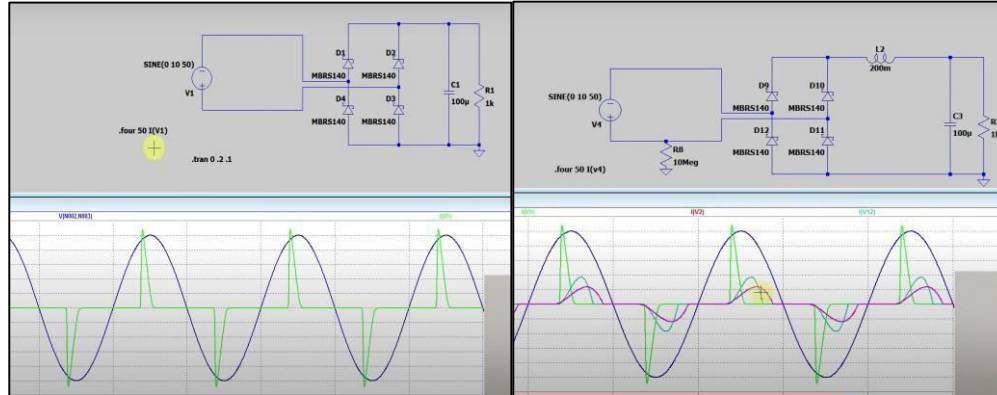 D1
D2
SINE(0 10 50)
MBRS140
MBRS140
V1
D4
D3
C1
R1
100µ
1k
MBRS140
MBRS140
.four 50 I(V1)
.tran 0 .2 .1
V(N002,N003)
L2
200m
D9
D10
SINE(0 10 50)
MBRS140
MBRS140
V4
D12
D11
C3
R8
100µ
10Meg
MBRS140
MBRS140
.four 50 I(v4)
I(V2)